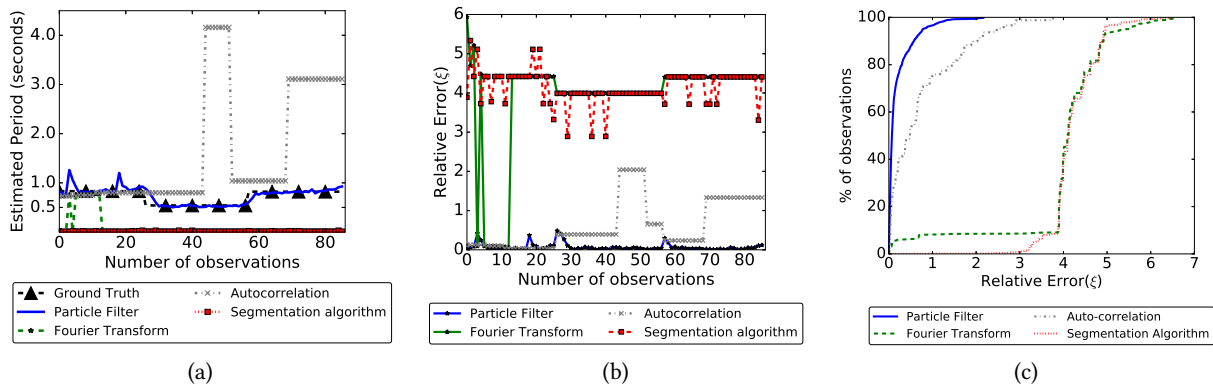 4.0
3.0
2.0
1.0
0.5
0
20
40
60
80
Estimated Period (seconds)
Number of observations
Ground Truth
Particle Filter
Fourier Transform
Autocorrelation
Segmentation algorithm
(a)
6
5
4
3
2
1
0
0
10
20
30
40
50
60
70
80
Relative Error(ξ)
Number of observations
Particle Filter
Fourier Transform
Autocorrelation
Segmentation algorithm
(b)
100
80
60
40
20
0
0
1
2
3
4
5
6
7
% of observations
Relative Error(ξ)
Particle Filter
Fourier Transform
Auto-correlation
Segmentation Algorithm
(c)